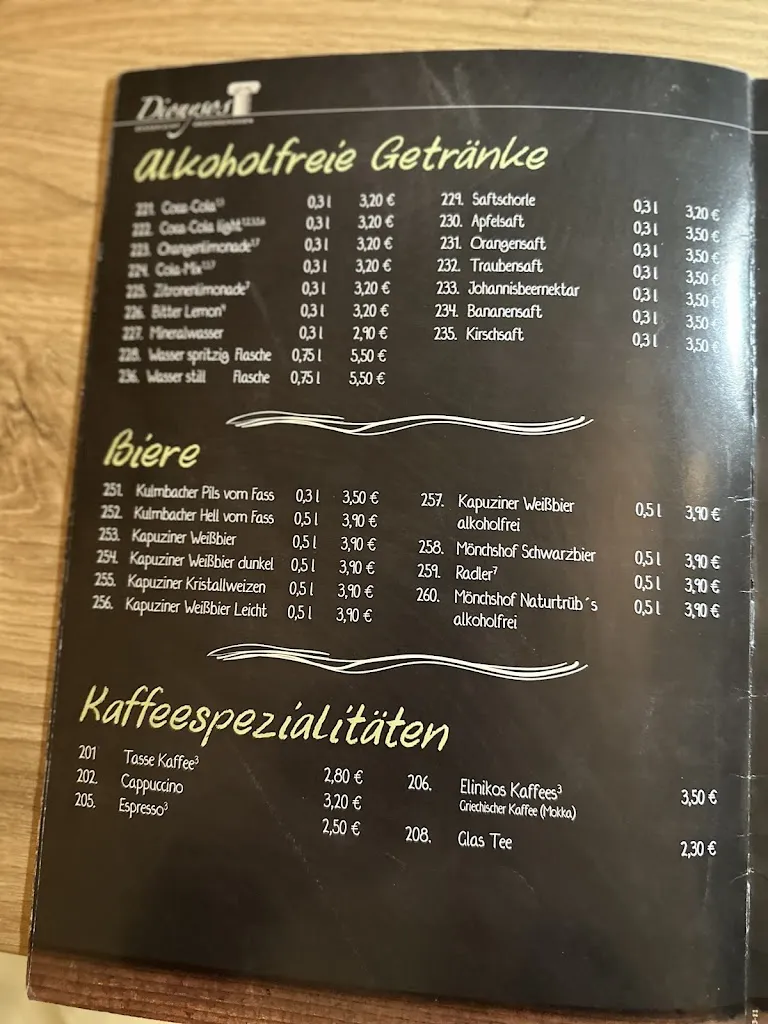 Dionysos
Alkoholfreie Getränke
221. Coca-Cola 0,3 l 3,20 €
222. Coca-Cola light 0,3 l 3,20 €
223. Orangenlimonade 0,3 l 3,20 €
224. Cola-Mix 0,3 l 3,20 €
225. Zitronenlimonade⁷ 0,3 l 3,20 €
226. Bitter Lemon⁴ 0,3 l 3,20 €
227. Mineralwasser 0,3 l 2,90 €
228. Wasser spritzig Flasche 0,75 l 5,50 €
236. Wasser still Flasche 0,75 l 5,50 €
229. Saftschorle 0,3 l 3,20 €
230. Apfelsaft 0,3 l 3,50 €
231. Orangensaft 0,3 l 3,50 €
232. Traubensaft 0,3 l 3,50 €
233. Johannisbeernektar 0,3 l 3,50 €
234. Bananensaft 0,3 l 3,50 €
235. Kirschsaft 0,3 l 3,50 €
Biere
251. Kulmbacher Pils vom Fass 0,3 l 3,50 €
252. Kulmbacher Hell vom Fass 0,5 l 3,90 €
253. Kapuziner Weißbier 0,5 l 3,90 €
254. Kapuziner Weißbier dunkel 0,5 l 3,90 €
255. Kapuziner Kristallweizen 0,5 l 3,90 €
256. Kapuziner Weißbier Leicht 0,5 l 3,90 €
257. Kapuziner Weißbier 0,5 l 3,90 €
alkoholfrei
258. Mönchshof Schwarzbier 0,5 l 3,90 €
259. Radler⁷ 0,5 l 3,90 €
260. Mönchshof Naturtrüb´s 0,5 l 3,90 €
alkoholfrei
Kaffeespezialitäten
201 Tasse Kaffee³ 2,80 €
202. Cappuccino 3,20 €
205. Espresso³ 2,50 €
206. Elinikos Kaffees³ 3,50 €
Griechischer Kaffee (Mokka)
208. Glas Tee 2,30 €